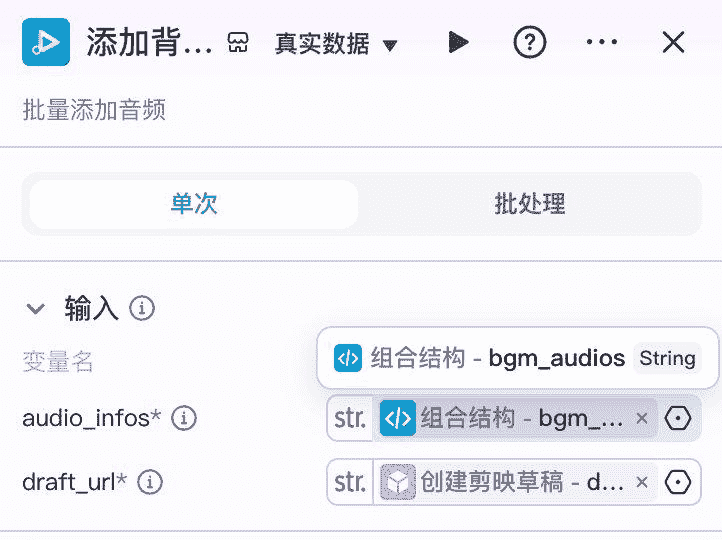 添加背... 真实数据
批量添加音频
单次 批处理
输入
变量名
组合结构 - bgm_audios String
audio_infos* str. 组合结构 - bgm_...
draft_url* str. 创建剪映草稿 - d...